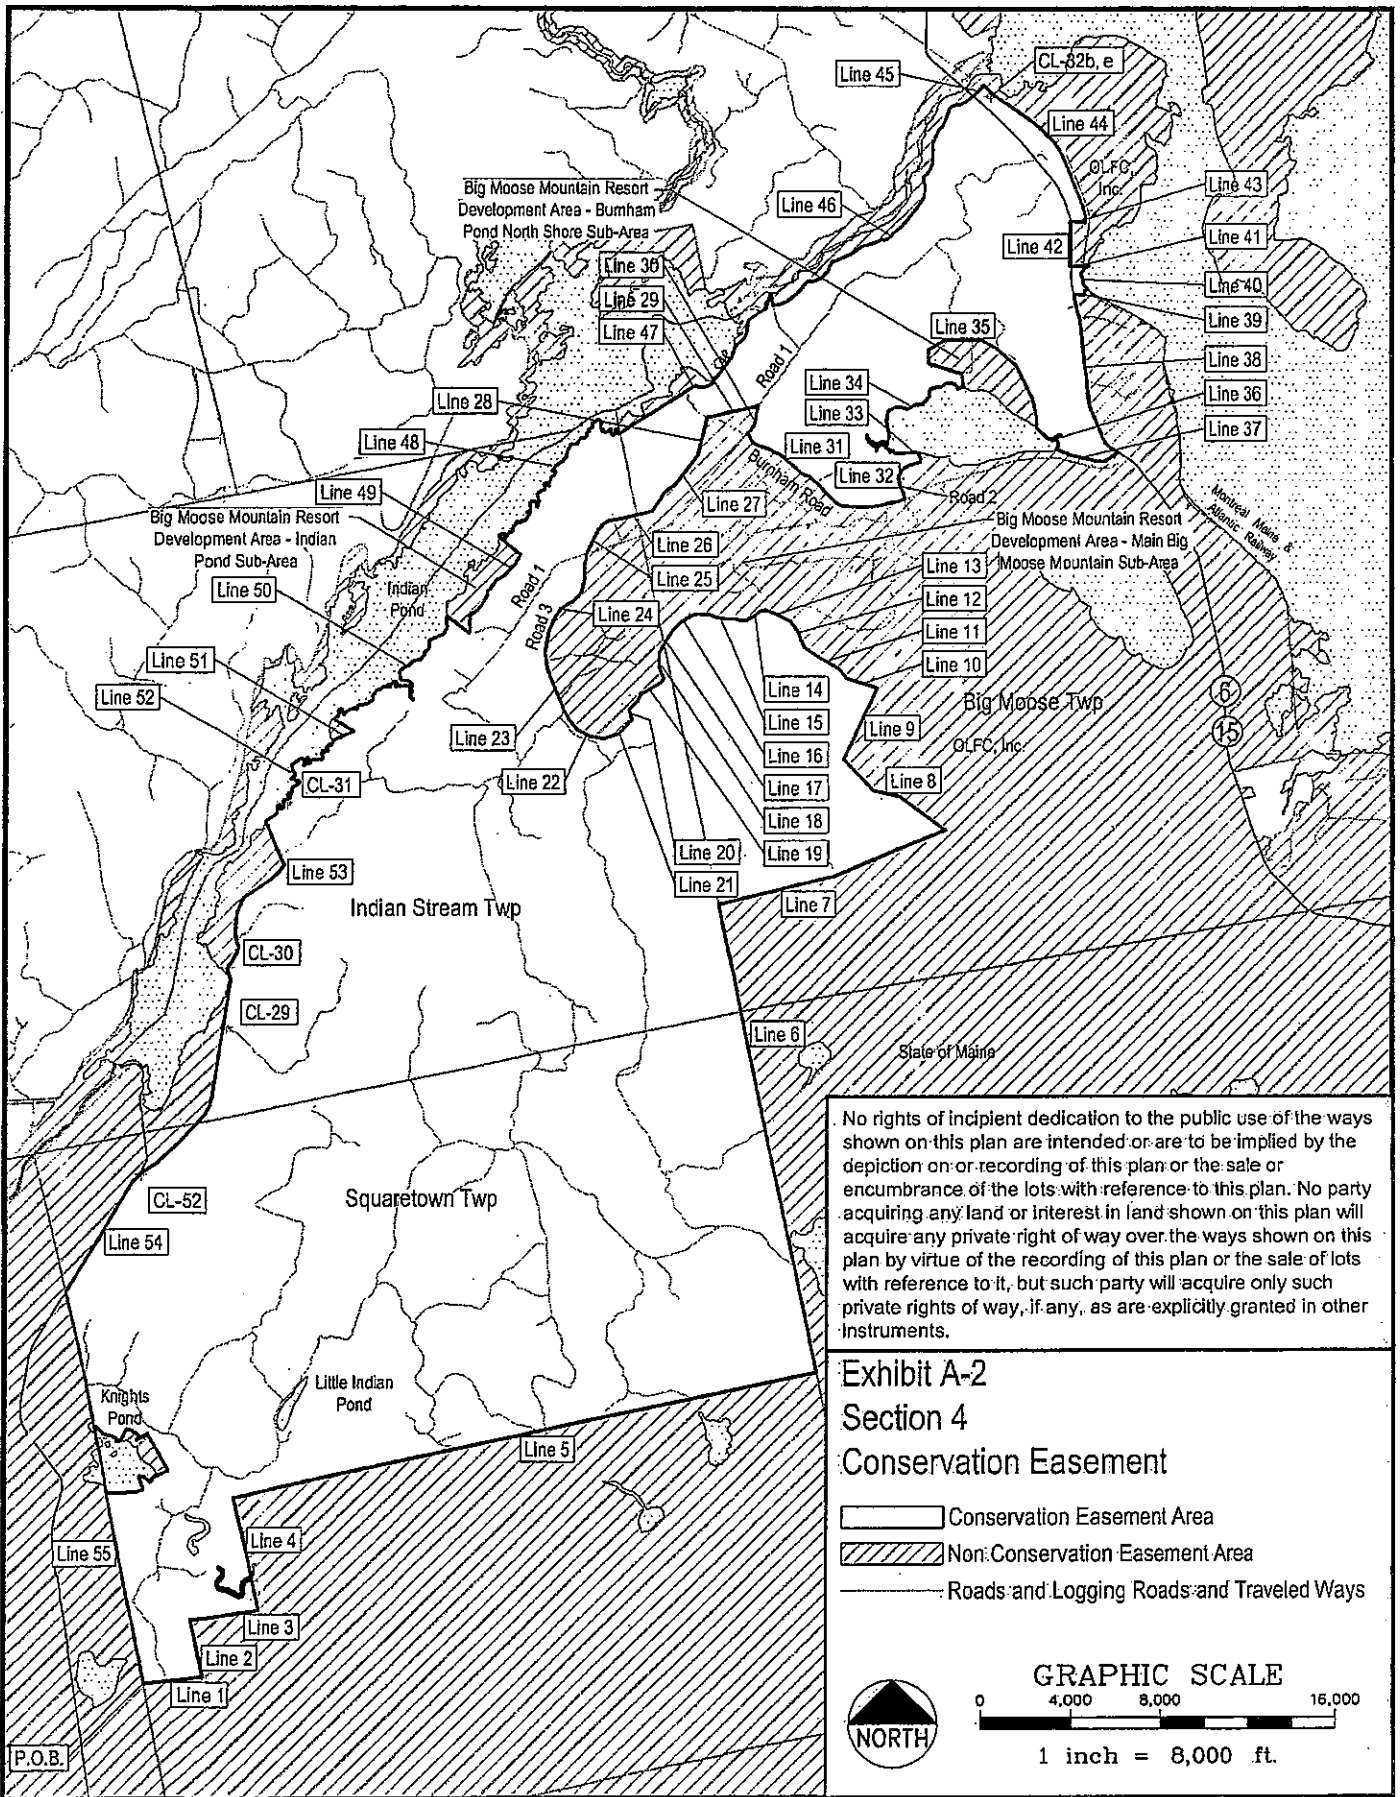 CL-32b, e
Line 45
Line 44
OLFC,
Inc.
Line 43
Big Moose Mountain Resort
Development Area - Burnham
Pond North Shore Sub-Area
Line 46
Line 42
Line 41
Line 30
Line 40
Line 29
Line 39
Line 47
Line 35
Road 1
Line 38
Line 34
Line 36
Line 28
Line 33
Line 37
Line 48
Line 31
Burnham Road
Line 32
Road 2
Line 49
Line 27
Montreal Maine &
Atlantic Railway
Big Moose Mountain Resort
Development Area - Indian
Pond Sub-Area
Big Moose Mountain Resort
Development Area - Main Big
Moose Mountain Sub-Area
Line 26
Line 25
Line 13
Line 50
Indian
Pond
Road 1
Line 12
Line 24
Road 3
Line 11
Line 51
Line 10
Line 52
Line 14
6
Big Moose Twp
Line 15
Line 9
15
Line 23
OLFC, Inc.
Line 16
CL-31
Line 22
Line 17
Line 8
Line 18
Line 20
Line 19
Line 53
Line 21
Indian Stream Twp
Line 7
CL-30
CL-29
Line 6
State of Maine
No rights of incipient dedication to the public use of the ways
shown on this plan are intended or are to be implied by the
depiction on or recording of this plan or the sale or
encumbrance of the lots with reference to this plan. No party
acquiring any land or interest in land shown on this plan will
acquire any private right of way over the ways shown on this
plan by virtue of the recording of this plan or the sale of lots
with reference to it, but such party will acquire only such
private rights of way, if any, as are explicitly granted in other
instruments.
CL-52
Squaretown Twp
Line 54
Knights
Pond
Little Indian
Pond
Line 5
Line 4
Line 55
Line 3
Line 2
Line 1
P.O.B.
Exhibit A-2
Section 4
Conservation Easement
Conservation Easement Area
Non Conservation Easement Area
Roads and Logging Roads and Traveled Ways
NORTH
GRAPHIC SCALE
0 4,000 8,000 16,000
1 inch = 8,000 ft.